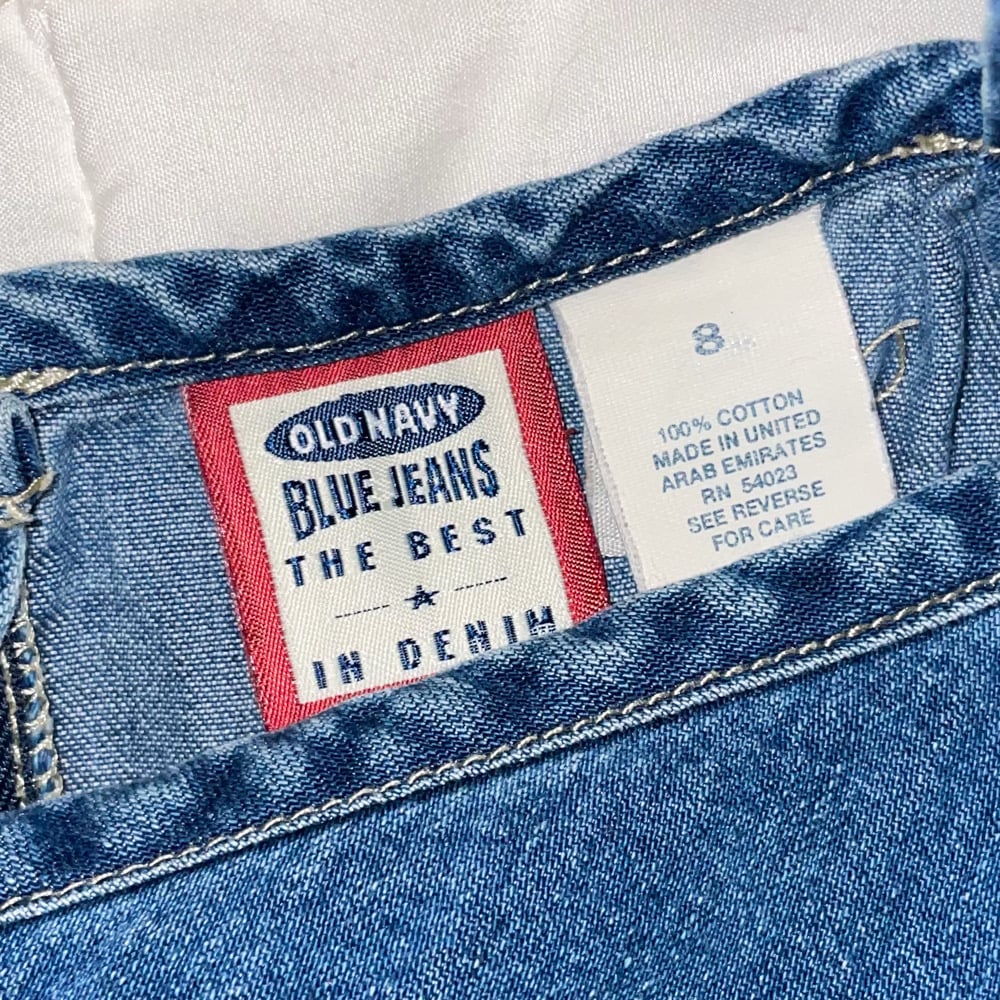 OLD NAVY
BLUE JEANS
THE BEST
IN DENIM
8
100% COTTON
MADE IN UNITED
ARAB EMIRATES
RN 54023
SEE REVERSE
FOR CARE